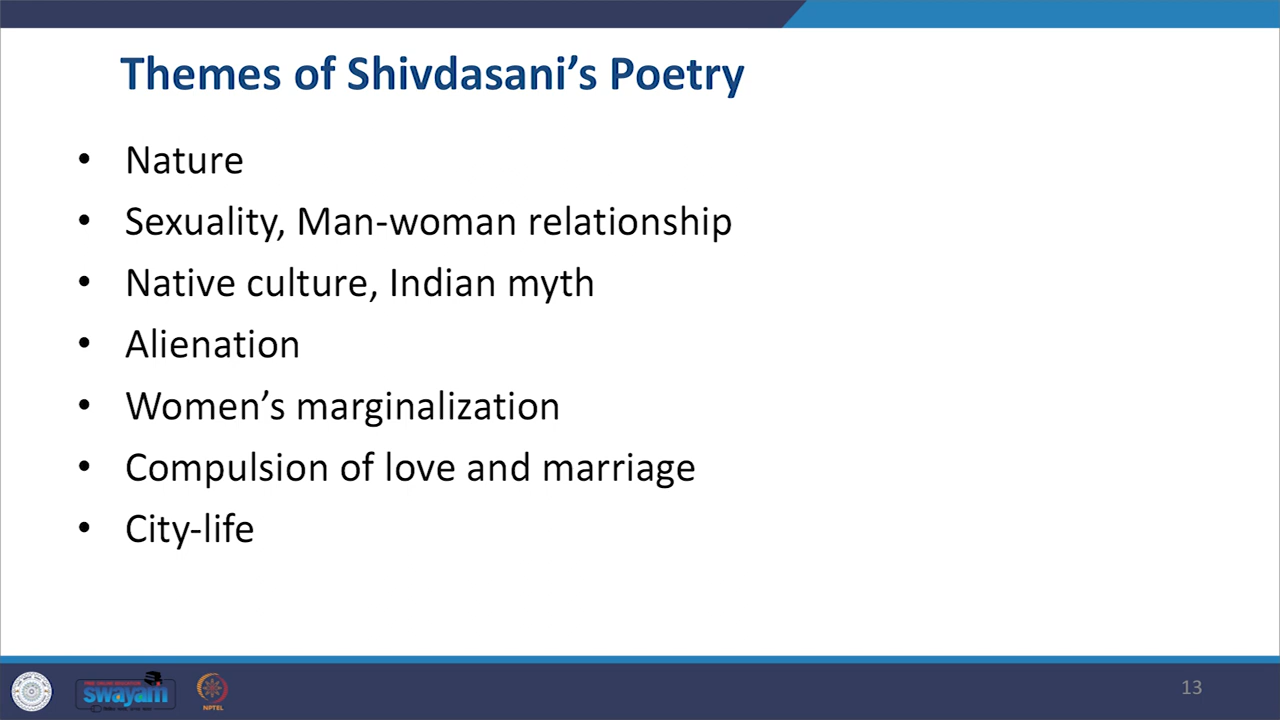 Themes of Shivdasani’s Poetry
• Nature
• Sexuality, Man-woman relationship
• Native culture, Indian myth
• Alienation
• Women’s marginalization
• Compulsion of love and marriage
• City-life
swayam
NPTEL
13